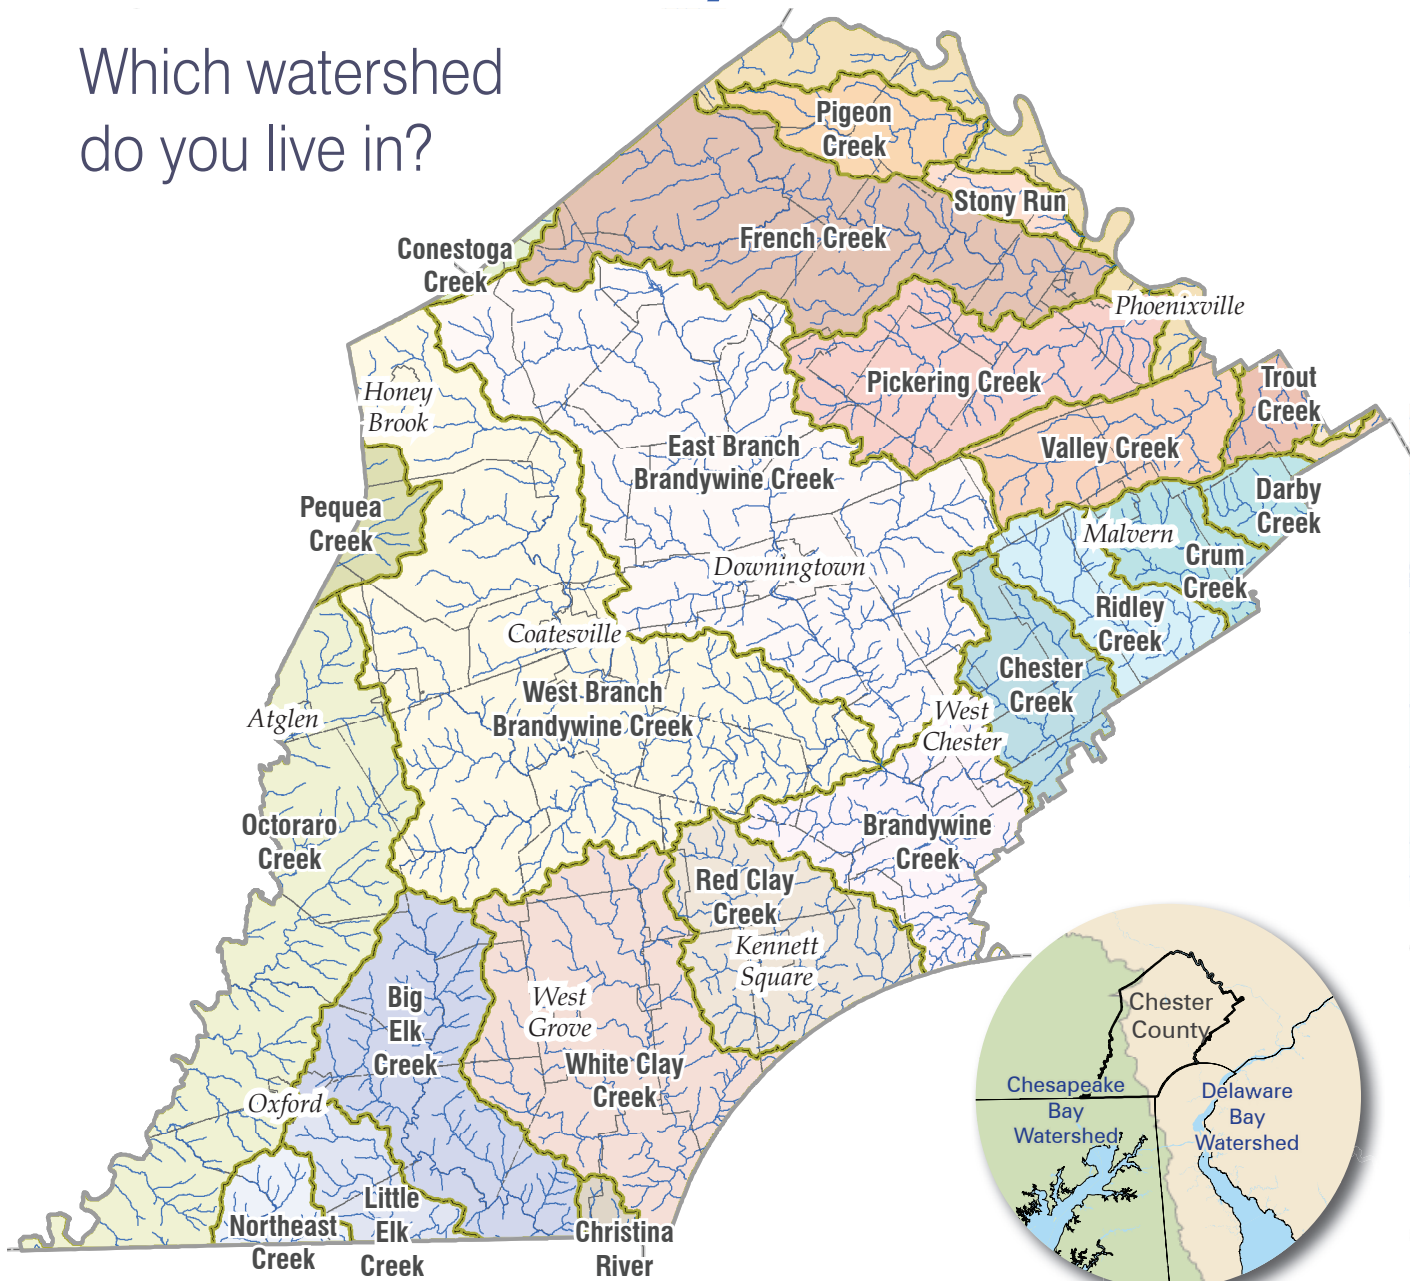 Which watershed
do you live in?
Pigeon
Creek
Stony Run
French Creek
Conestoga
Creek
Phoenixville
Pickering Creek
Trout
Creek
Honey
Brook
East Branch
Brandywine Creek
Valley Creek
Pequea
Creek
Darby
Creek
Malvern
Crum
Creek
Downingtown
Ridley
Creek
Coatesville
Chester
Creek
West Branch
Brandywine Creek
Atglen
West
Chester
Octoraro
Creek
Brandywine
Creek
Red Clay
Creek
Kennett
Square
Big
Elk
Creek
West
Grove
White Clay
Creek
Oxford
Northeast
Creek
Little
Elk
Creek
Christina
River
Chester
County
Chesapeake
Bay
Watershed
Delaware
Bay
Watershed